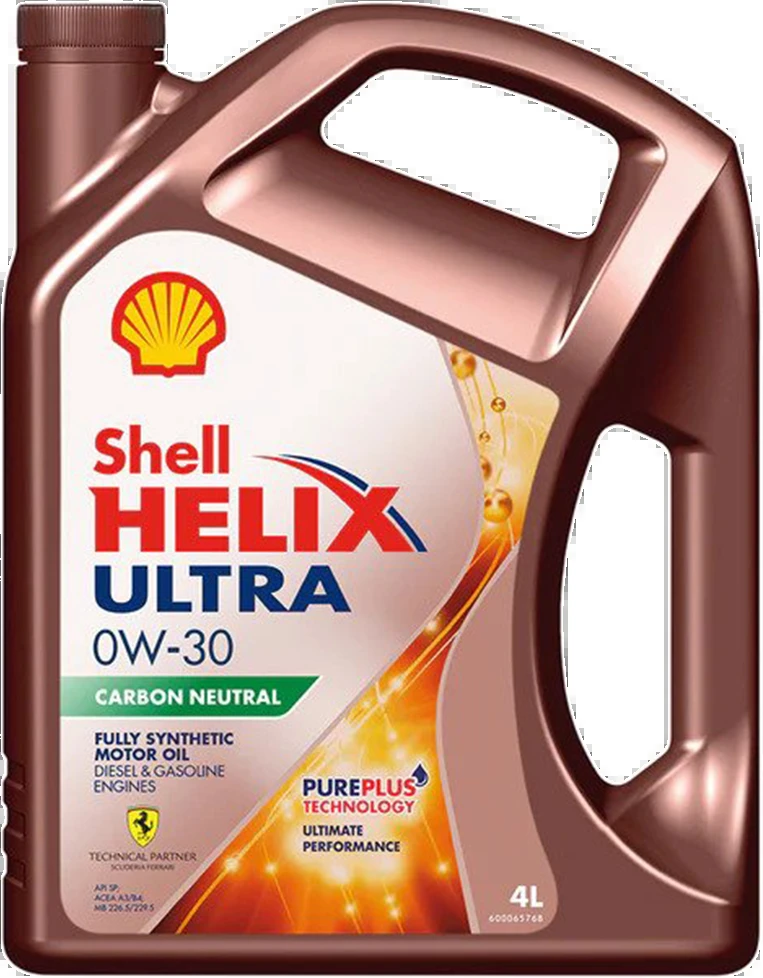 Shell
HELIX
ULTRA
0W-30
CARBON NEUTRAL
FULLY SYNTHETIC
MOTOR OIL
DIESEL & GASOLINE
ENGINES
PUREPLUS
TECHNOLOGY
ULTIMATE
PERFORMANCE
TECHNICAL PARTNER
SCUDERIA FERRARI
API SP;
ACEA A3/B4;
MB 226.5/229.5
4L
600065768